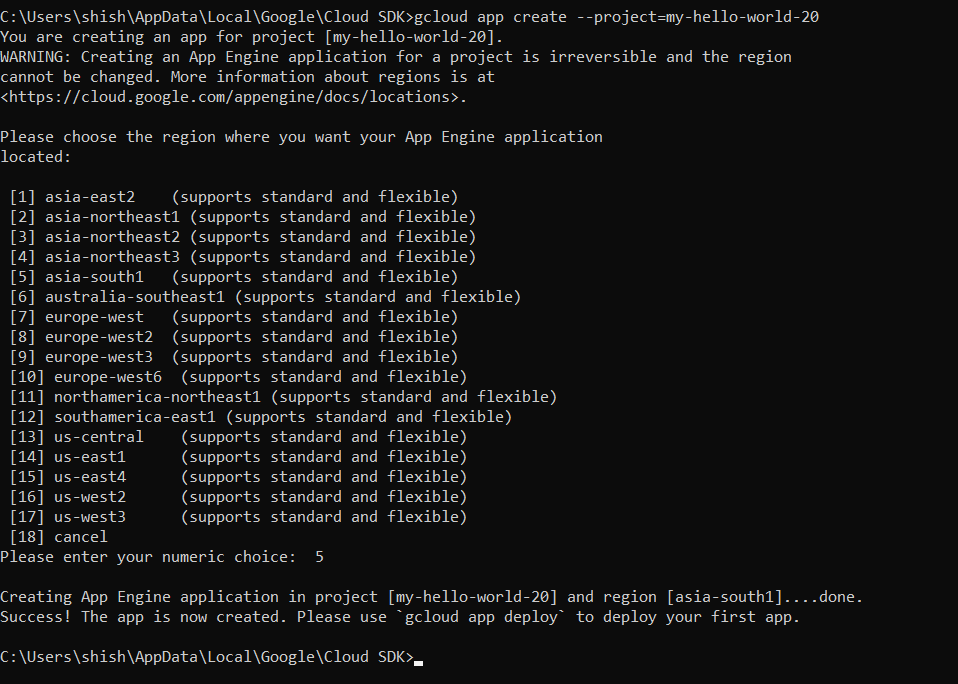 C:\Users\shish\AppData\Local\Google\Cloud SDK>gcloud app create --project=my-hello-world-20
You are creating an app for project [my-hello-world-20].
WARNING: Creating an App Engine application for a project is irreversible and the region
cannot be changed. More information about regions is at
<https://cloud.google.com/appengine/docs/locations>.

Please choose the region where you want your App Engine application
located:

 [1] asia-east2    (supports standard and flexible)
 [2] asia-northeast1 (supports standard and flexible)
 [3] asia-northeast2 (supports standard and flexible)
 [4] asia-northeast3 (supports standard and flexible)
 [5] asia-south1   (supports standard and flexible)
 [6] australia-southeast1 (supports standard and flexible)
 [7] europe-west   (supports standard and flexible)
 [8] europe-west2  (supports standard and flexible)
 [9] europe-west3  (supports standard and flexible)
 [10] europe-west6  (supports standard and flexible)
 [11] northamerica-northeast1 (supports standard and flexible)
 [12] southamerica-east1 (supports standard and flexible)
 [13] us-central    (supports standard and flexible)
 [14] us-east1      (supports standard and flexible)
 [15] us-east4      (supports standard and flexible)
 [16] us-west2      (supports standard and flexible)
 [17] us-west3      (supports standard and flexible)
 [18] cancel
Please enter your numeric choice:  5

Creating App Engine application in project [my-hello-world-20] and region [asia-south1]....done.
Success! The app is now created. Please use `gcloud app deploy` to deploy your first app.

C:\Users\shish\AppData\Local\Google\Cloud SDK>